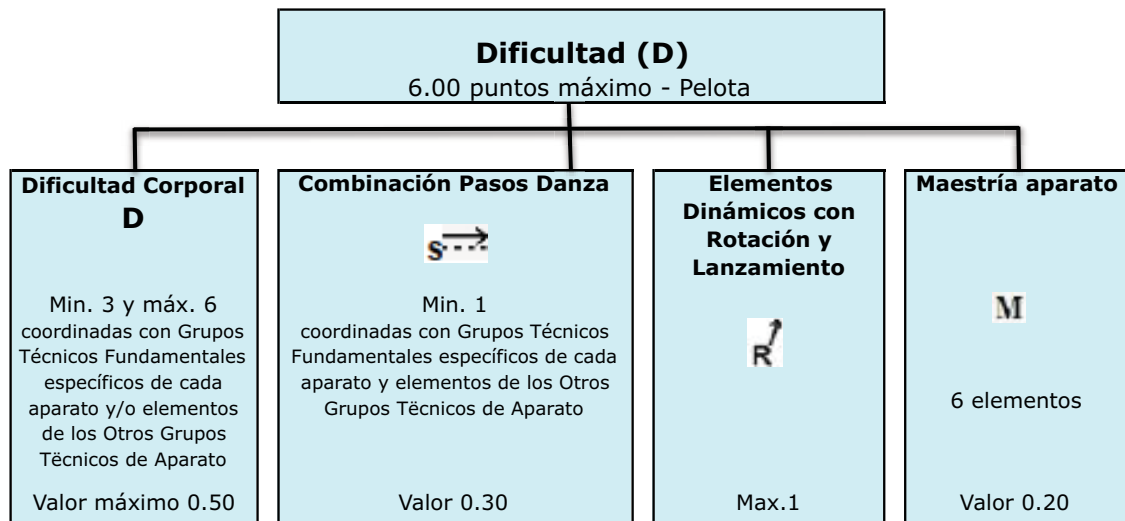 Dificultad (D)
6.00 puntos máximo - Pelota
Dificultad Corporal
D
Min. 3 y máx. 6
coordinadas con Grupos
Técnicos Fundamentales
específicos de cada
aparato y/o elementos
de los Otros Grupos
Tëcnicos de Aparato
Valor máximo 0.50
Combinación Pasos Danza
S
Min. 1
coordinadas con Grupos Técnicos
Fundamentales específicos de cada
aparato y elementos de los Otros
Grupos Tëcnicos de Aparato
Valor 0.30
Elementos
Dinámicos con
Rotación y
Lanzamiento
R
Max.1
Maestría aparato
M
6 elementos
Valor 0.20